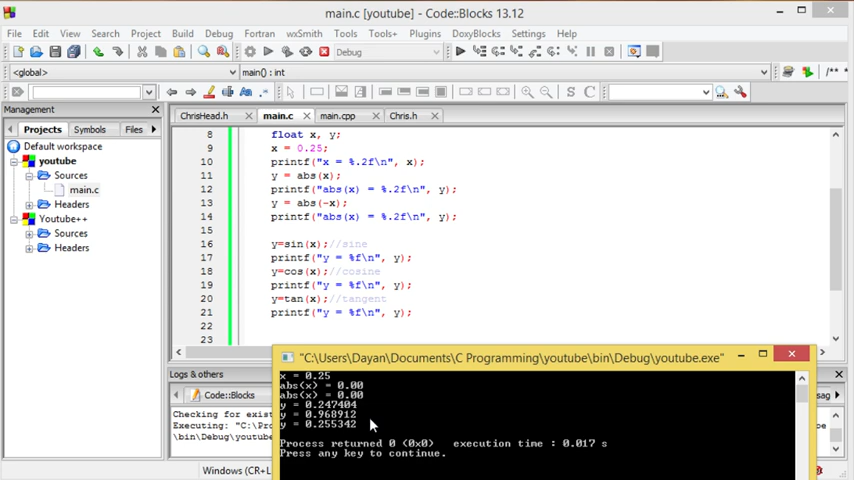 main.c [youtube] - Code::Blocks 13.12
File Edit View Search Project Build Debug Fortran wxSmith Tools Tools+ Plugins DoxyBlocks Settings Help
Debug
<global> main() : int /** 
S C
Management
Projects Symbols Files
Default workspace
youtube
Sources
main.c
Headers
Youtube++
Sources
Headers
ChrisHead.h main.c main.cpp Chris.h
8 float x, y;
9 x = 0.25;
10 printf("x = %.2f\n", x);
11 y = abs(x);
12 printf("abs(x) = %.2f\n", y);
13 y = abs(-x);
14 printf("abs(x) = %.2f\n", y);
15
16 y=sin(x);//sine
17 printf("y = %f\n", y);
18 y=cos(x);//cosine
19 printf("y = %f\n", y);
20 y=tan(x);//tangent
21 printf("y = %f\n", y);
22
23
Logs & others
Code::Blocks
Checking for exist
Executing: "C:\Pro
\bin\Debug\youtube
Windows (CR+L
"C:\Users\Dayan\Documents\C Programming\youtube\bin\Debug\youtube.exe"
x = 0.25
abs(x) = 0.00
abs(x) = 0.00
y = 0.247404
y = 0.968912
y = 0.255342
Process returned 0 (0x0) execution time : 0.017 s
Press any key to continue.